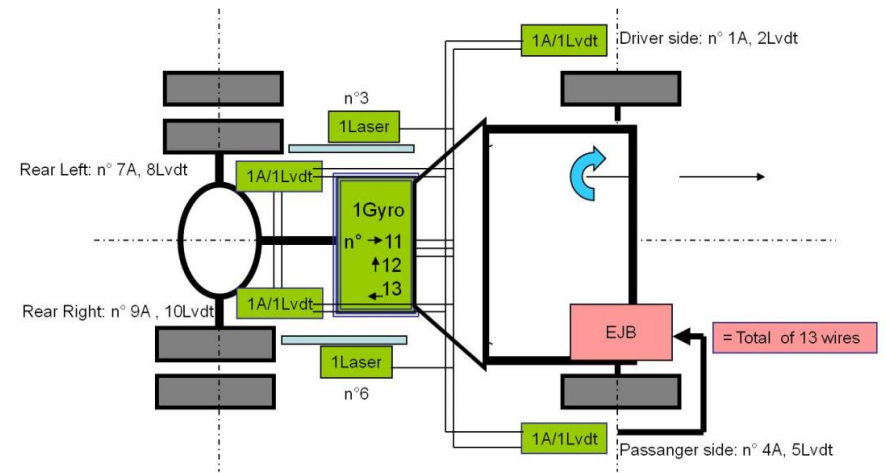 1A/1Lvdt
Driver side: n° 1A, 2Lvdt
n°3
1Laser
Rear Left: n° 7A, 8Lvdt
1A/1Lvdt
1Gyro
n° 11
12
13
Rear Right: n° 9A , 10Lvdt
1A/1Lvdt
EJB
= Total of 13 wires
1Laser
n°6
1A/1Lvdt
Passanger side: n° 4A, 5Lvdt